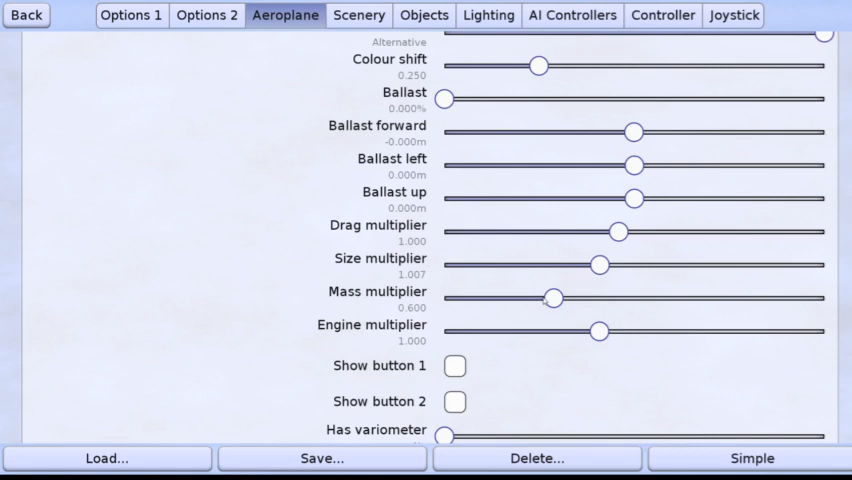 Back
Options 1
Options 2
Aeroplane
Scenery
Objects
Lighting
AI Controllers
Controller
Joystick
Alternative
Colour shift
0.250
Ballast
0.000%
Ballast forward
-0.000m
Ballast left
0.000m
Ballast up
0.000m
Drag multiplier
1.000
Size multiplier
1.007
Mass multiplier
0.600
Engine multiplier
1.000
Show button 1
Show button 2
Has variometer
Load...
Save...
Delete...
Simple